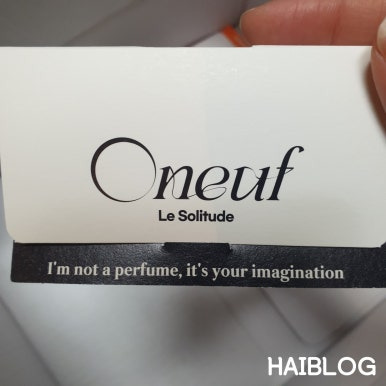 Oneuf
Le Solitude
I'm not a perfume, it's your imagination
HAIBLOG